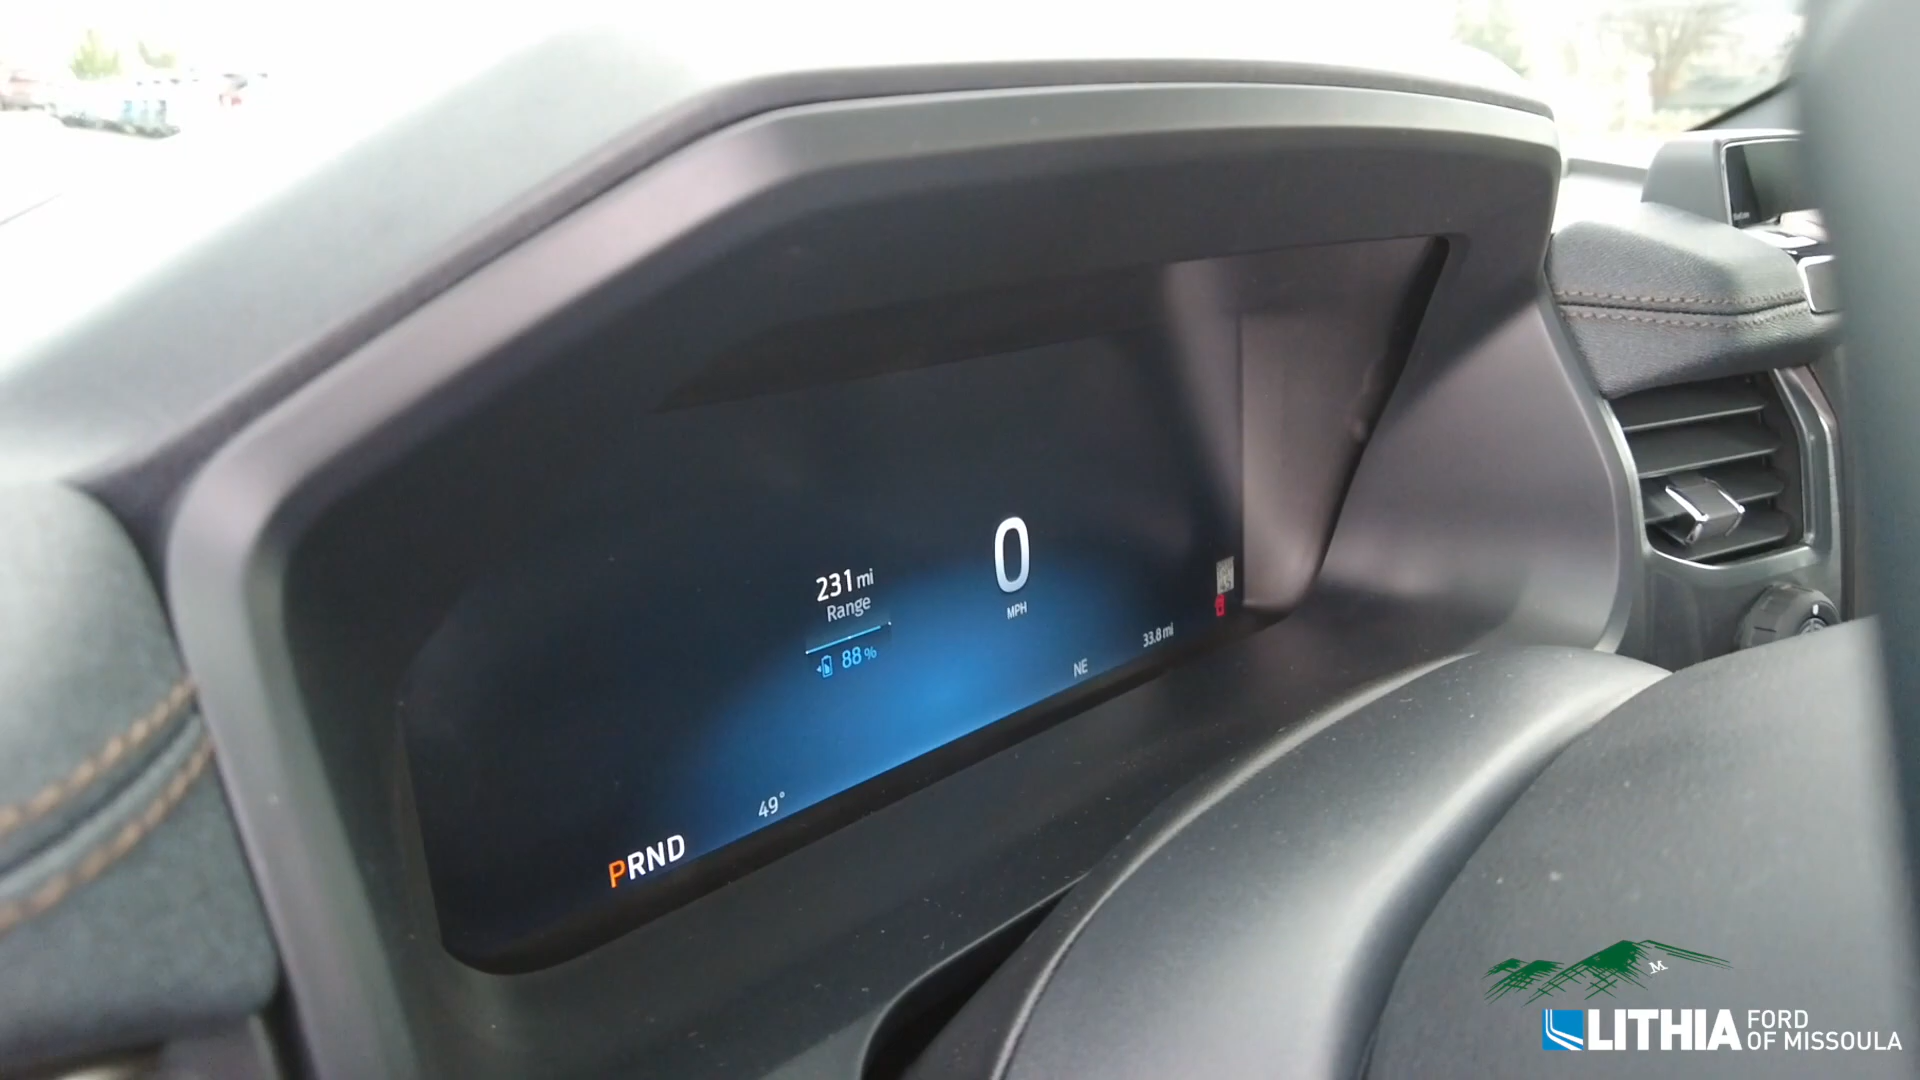 231 mi
Range
88%
0
MPH
33.8 mi
NE
49°
PRND
M
LITHIA
FORD
OF MISSOULA